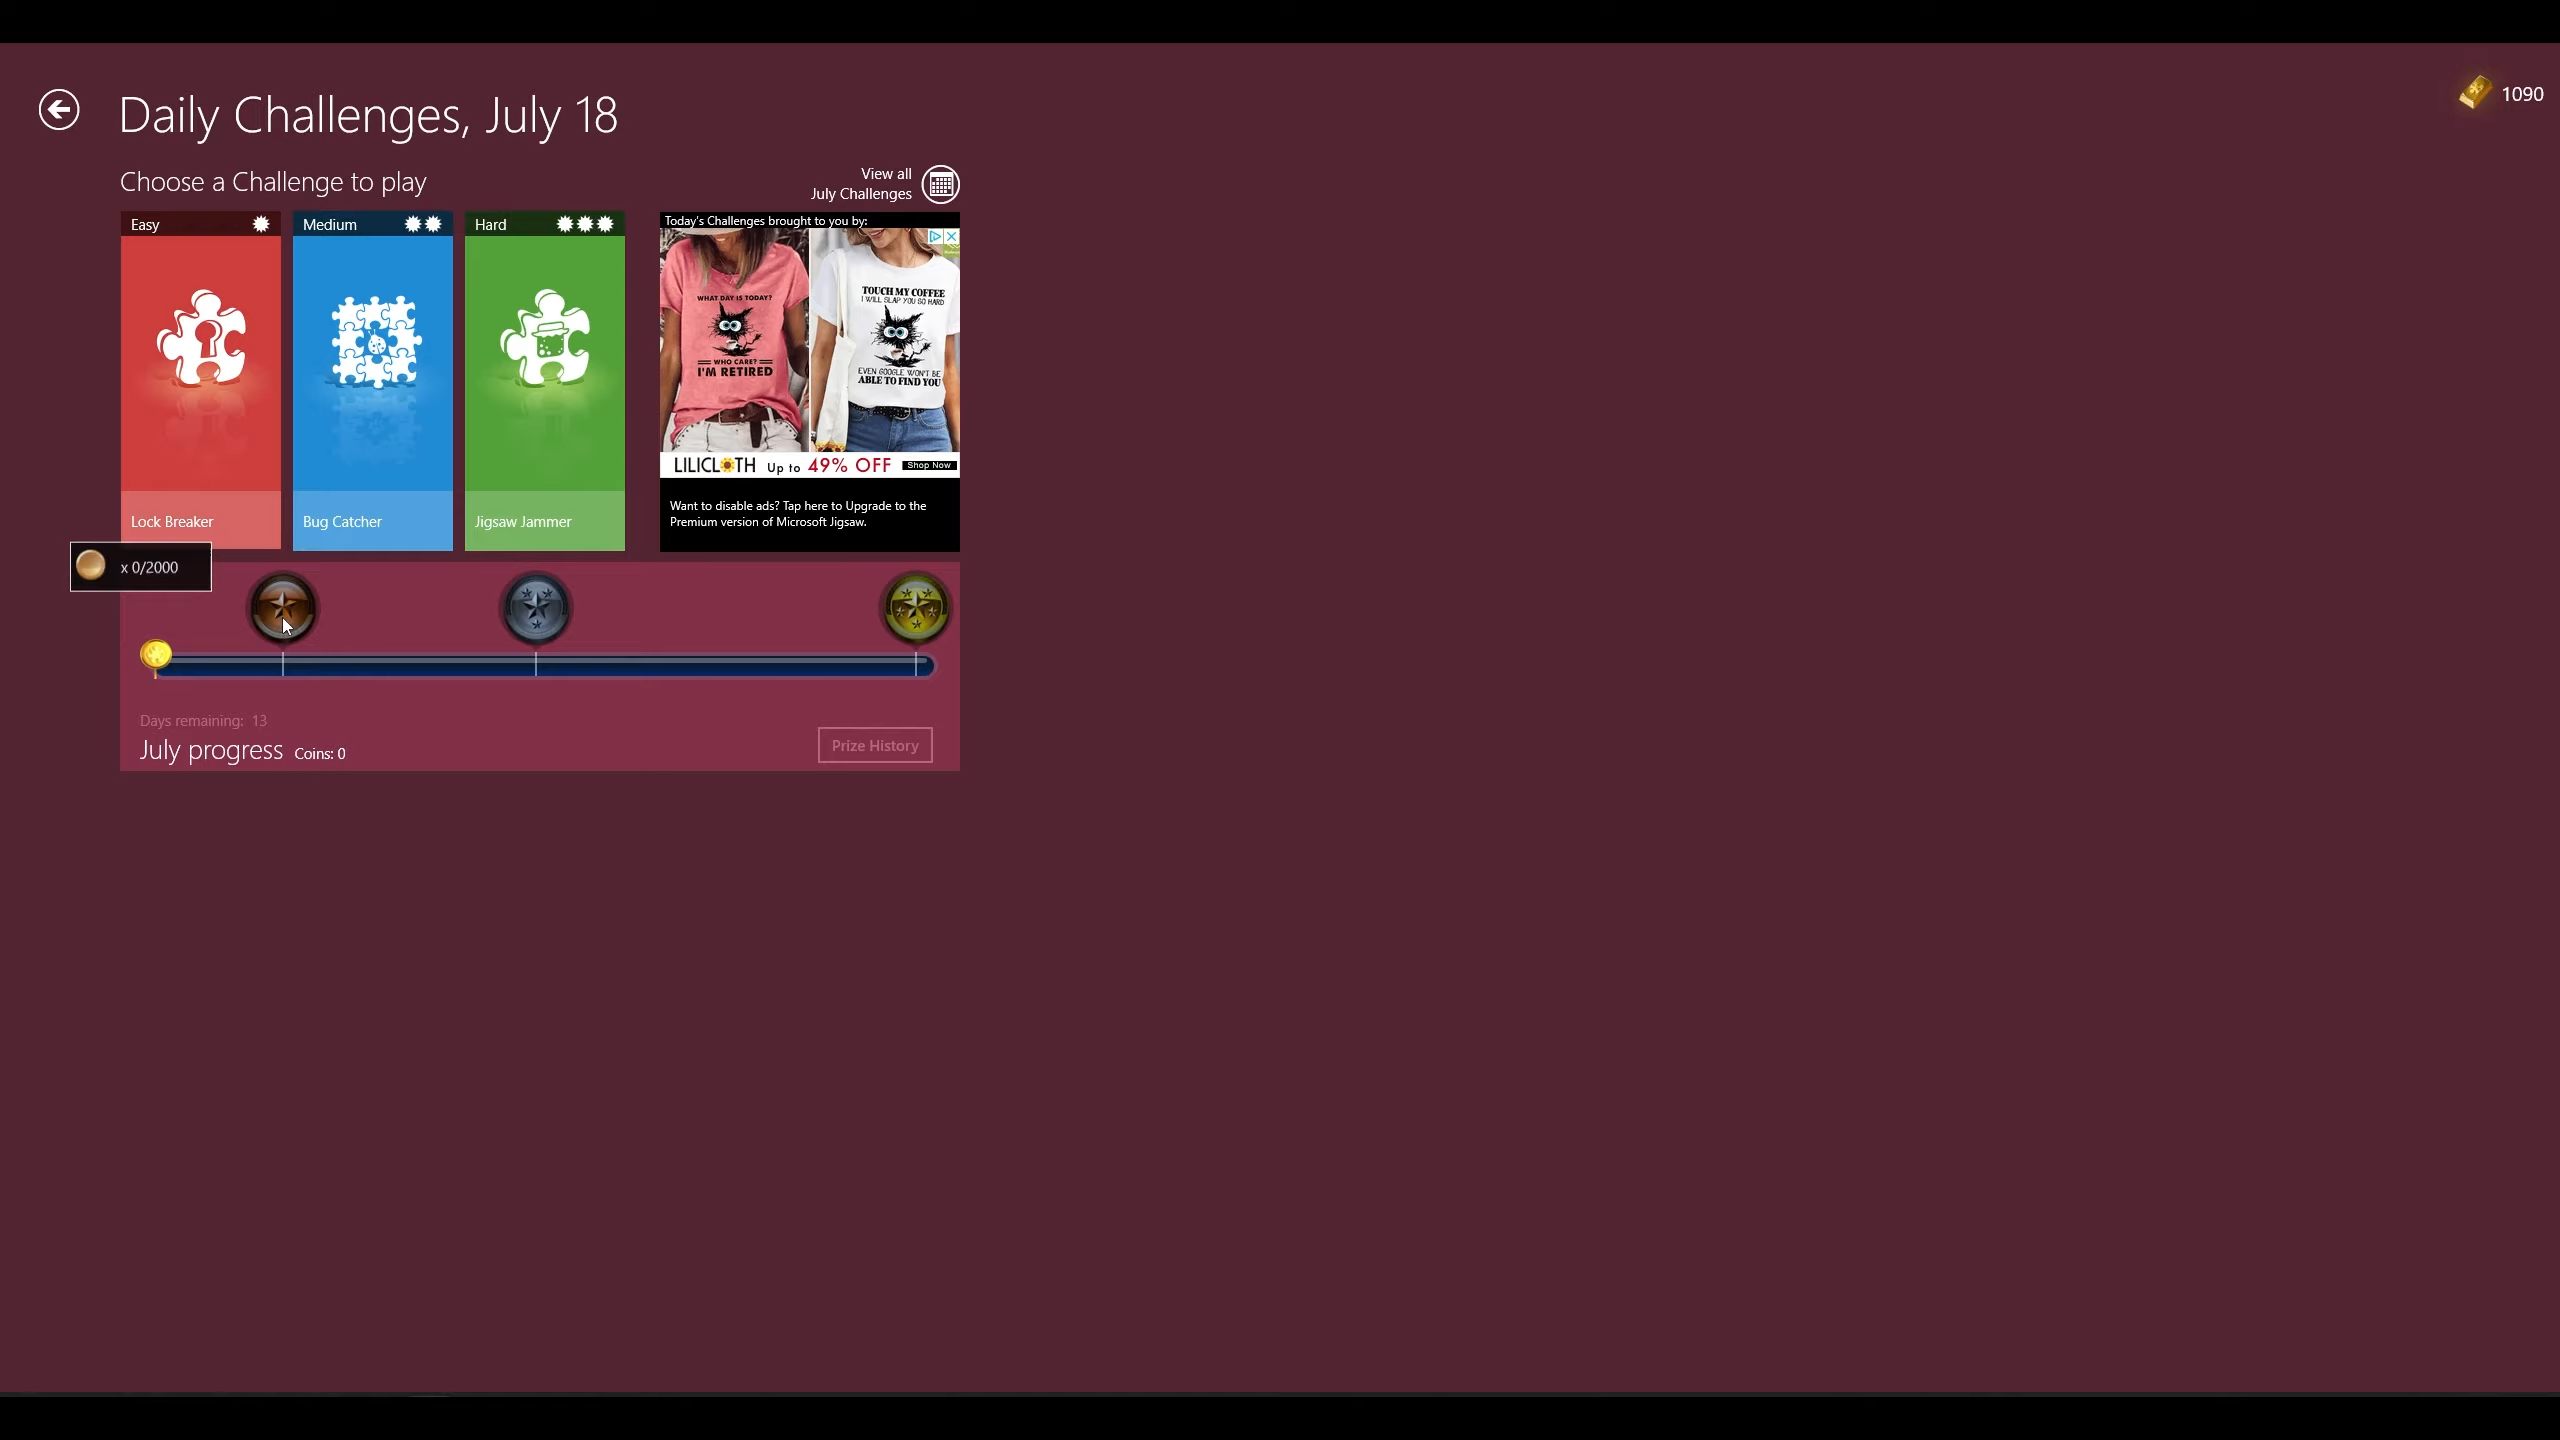 Daily Challenges, July 18
1090
Choose a Challenge to play
View all
July Challenges
Easy
Medium
Hard
Lock Breaker
Bug Catcher
Jigsaw Jammer
Today's Challenges brought to you by:
WHAT DAY IS TODAY?
WHO CARE?
I'M RETIRED
TOUCH MY COFFEE
I WILL SLAP YOU SO HARD
EVEN GOOGLE WON'T BE
ABLE TO FIND YOU
LILICLOTH Up to 49% OFF Shop Now
Want to disable ads? Tap here to Upgrade to the
Premium version of Microsoft Jigsaw.
x 0/2000
Days remaining: 13
July progress Coins: 0
Prize History